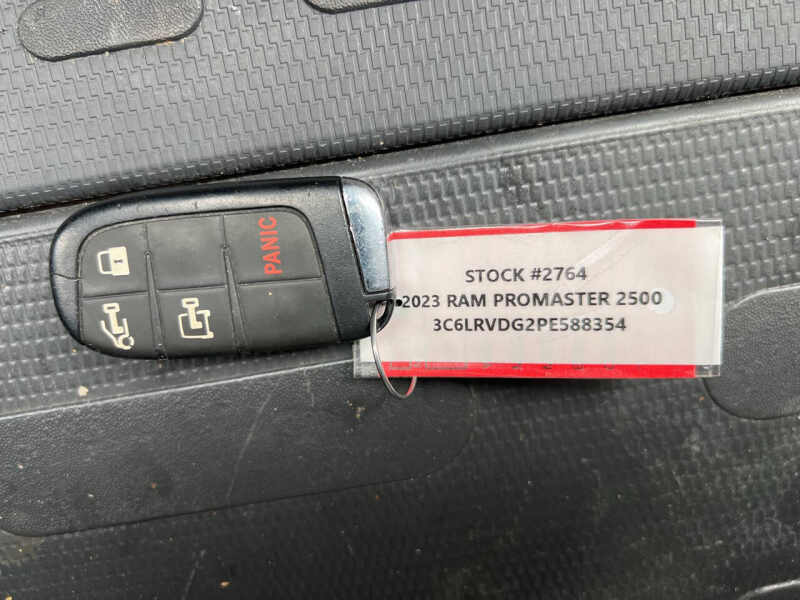 PANIC
STOCK #2764
2023 RAM PROMASTER 2500
3C6LRVDG2PE588354